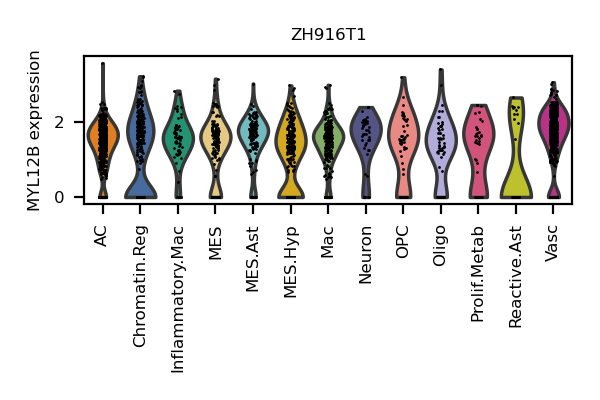 ZH916T1
MYL12B expression
2
0
AC
Chromatin.Reg
Inflammatory.Mac
MES
MES.Ast
MES.Hyp
Mac
Neuron
OPC
Oligo
Prolif.Metab
Reactive.Ast
Vasc